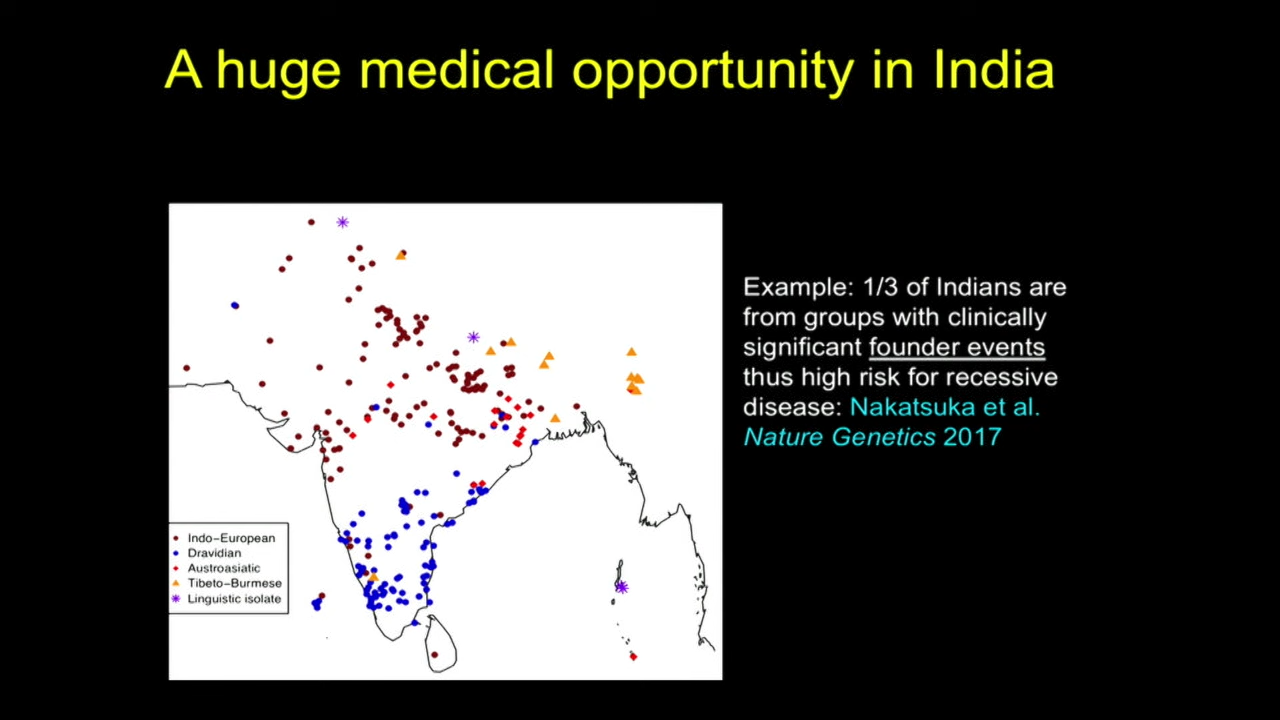 A huge medical opportunity in India
Example: 1/3 of Indians are
from groups with clinically
significant founder events
thus high risk for recessive
disease: Nakatsuka et al.
Nature Genetics 2017
Indo−European
Dravidian
Austroasiatic
Tibeto−Burmese
Linguistic isolate